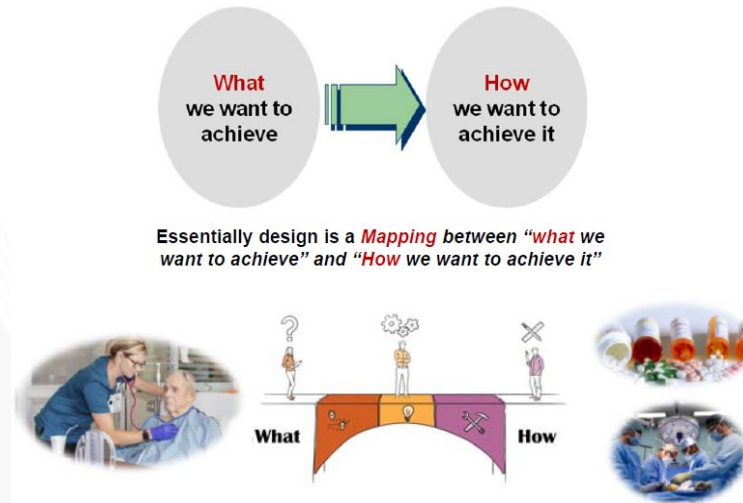 What
we want to
achieve
How
we want to
achieve it
Essentially design is a Mapping between “what we
want to achieve” and “How we want to achieve it”
?
What
How